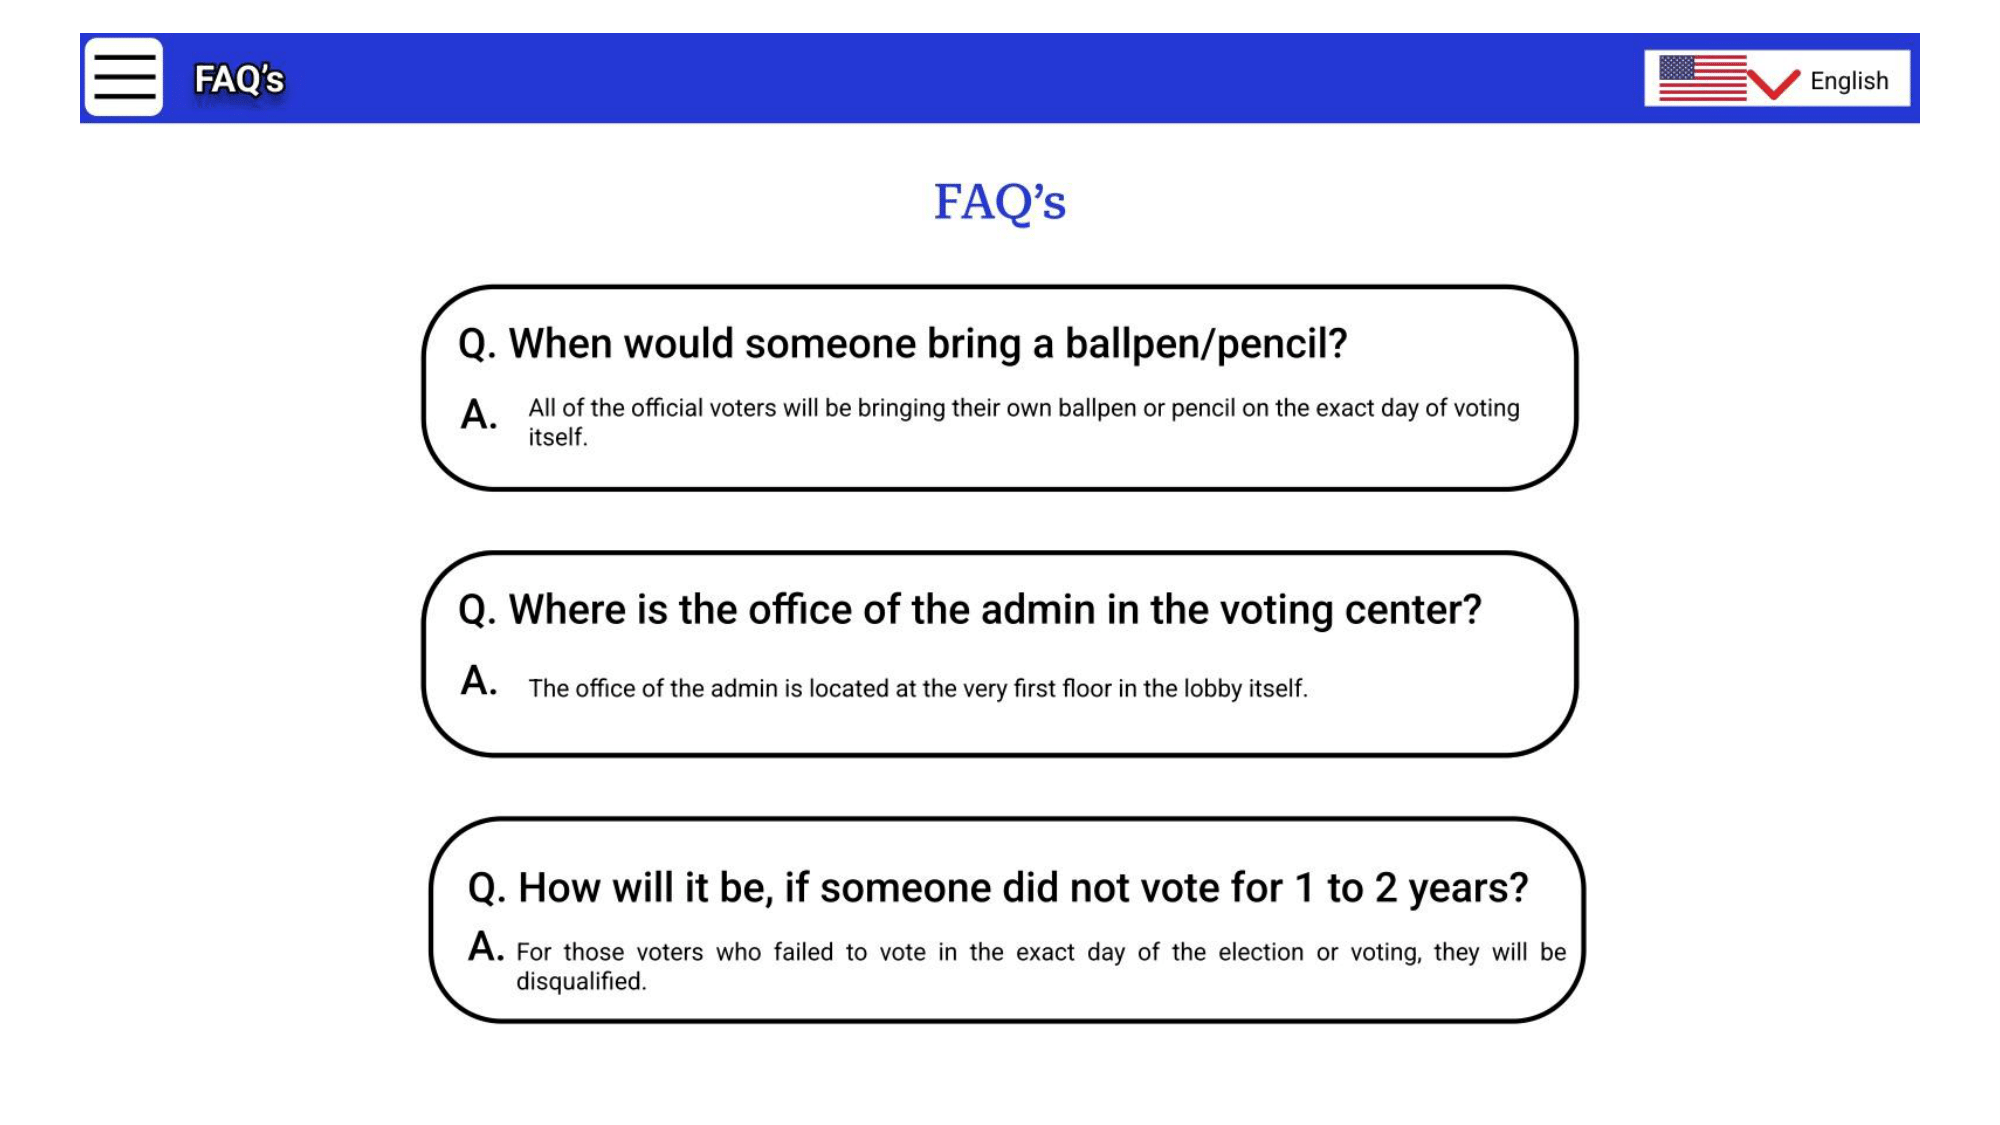 FAQ's
English
FAQ's
Q. When would someone bring a ballpen/pencil?
A. All of the official voters will be bringing their own ballpen or pencil on the exact day of voting
itself.
Q. Where is the office of the admin in the voting center?
A. The office of the admin is located at the very first floor in the lobby itself.
Q. How will it be, if someone did not vote for 1 to 2 years?
A. For those voters who failed to vote in the exact day of the election or voting, they will be
disqualified.